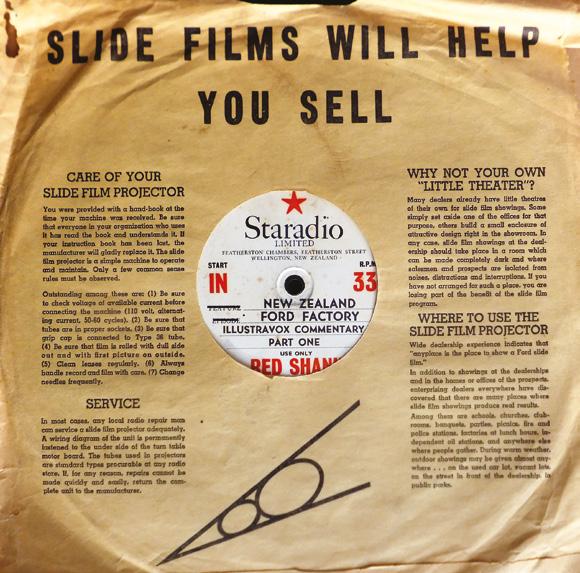 SLIDE FILMS WILL HELP
YOU SELL
CARE OF YOUR
SLIDE FILM PROJECTOR
You were provided with a hand-book at the
time your machine was received. Be sure
that everyone in your organization who uses
it has read the book and understands it. If
your instruction book has been lost, the
manufacturer will gladly replace it. The slide
film projector is a simple machine to operate
and maintain. Only a few common sense
rules must be observed.
Outstanding among these are: (1) Be sure
to check voltage of available current before
connecting the machine (110 volt, alternat-
ing current, 50-60 cycles). (2) Be sure that
tubes are in proper sockets. (3) Be sure that
grip cap is connected to Type 36 tube.
(4) Be sure that film is rolled with dull side
out and with first picture on outside.
(5) Clean lenses regularly. (6) Always
handle record and film with care. (7) Change
needles frequently.
SERVICE
In most cases, any local radio repair man
can service a slide film projector adequately.
A wiring diagram of the unit is permanently
fastened to the under side of the turn table
motor board. The tubes used in projectors
are standard types procurable at any radio
store. If, for any reason, repairs cannot be
made quickly and easily, return the com-
plete unit to the manufacturer.
Staradio
LIMITED
FEATHERSTON CHAMBERS, FEATHERSTON STREET
WELLINGTON, NEW ZEALAND
START
IN
R.P.M
33
FEATURE
EPISODE
NEW ZEALAND
FORD FACTORY
ILLUSTRAVOX COMMENTARY
PART ONE
USE ONLY
RED SHAN
WHY NOT YOUR OWN
"LITTLE THEATER"?
Many dealers already have little theatres
of their own for slide film showings. Some
simply set aside one of the offices for that
purpose, others build a small enclosure of
attractive design right in the showroom. In
any case, slide film showings at the deal-
ership should take place in a room which
can be made completely dark and where
salesmen and prospects are isolated from
noises, distractions and interruptions. If you
have not arranged for such a place, you are
losing part of the benefit of the slide film
program.
WHERE TO USE THE
SLIDE FILM PROJECTOR
Wide dealership experience indicates that
"anyplace is the place to show a Ford slide
film."
In addition to showings at the dealerships
and in the homes or offices of the prospects,
enterprising dealers everywhere have dis-
covered that there are many places where
slide film showings produce real results.
Among them are schools, churches, club-
rooms, banquets, parties, picnics, fire and
police stations, factories at lunch hours, in-
dependent oil stations, and anywhere else
where people gather. During warm weather,
outdoor showings may be given almost any-
where . . . on the used car lot, vacant lots,
on the street in front of the dealership, in
public parks.